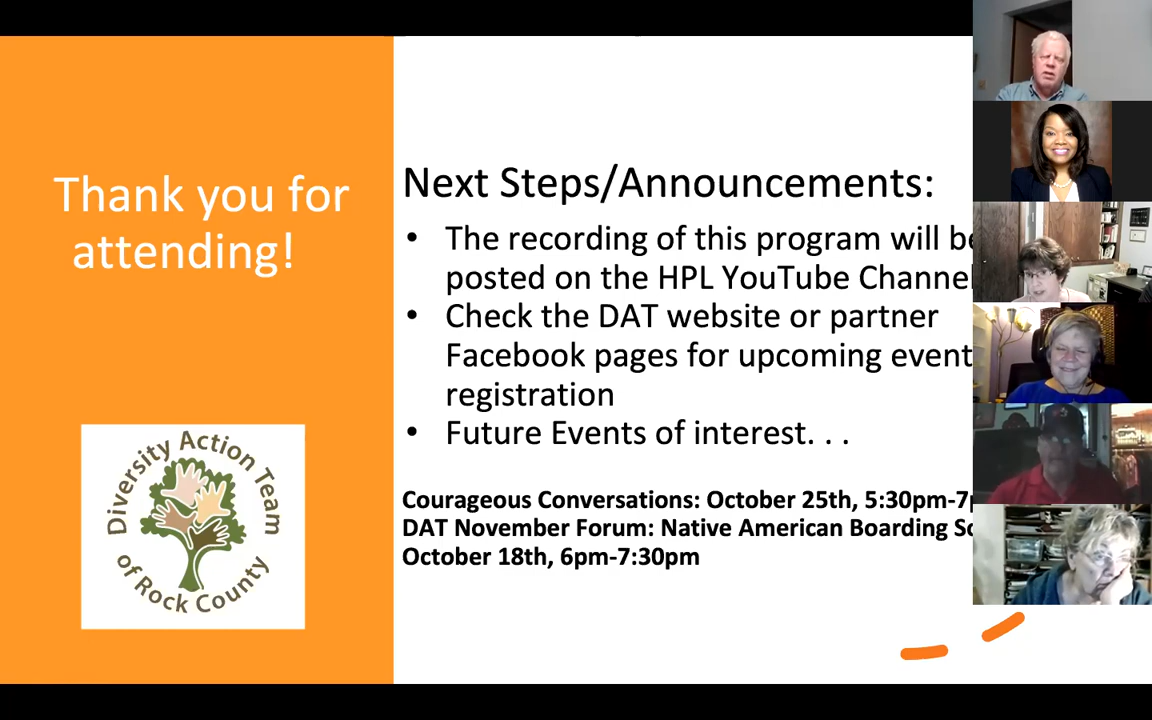 Thank you for
attending!
Diversity Action Team
of Rock County
Next Steps/Announcements:
• The recording of this program will be
posted on the HPL YouTube Channel
• Check the DAT website or partner
Facebook pages for upcoming event
registration
• Future Events of interest. . .
Courageous Conversations: October 25th, 5:30pm-7
DAT November Forum: Native American Boarding
October 18th, 6pm-7:30pm